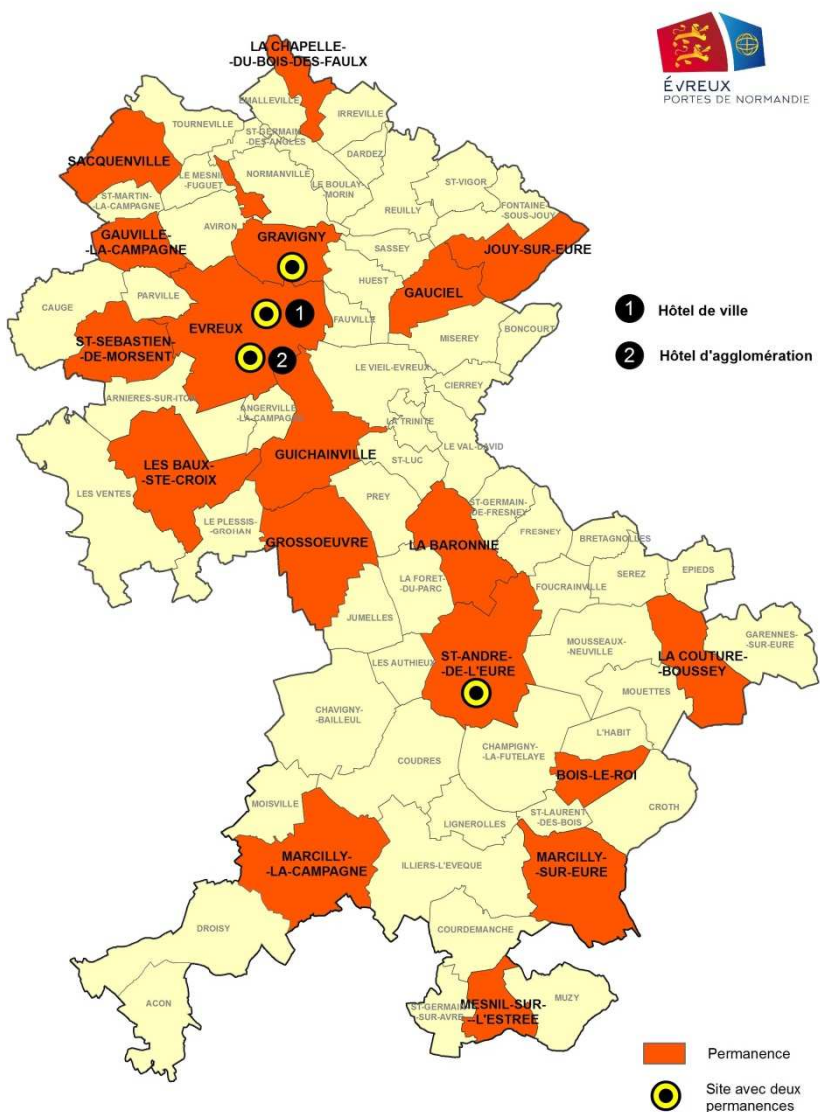 LA CHAPELLE-
-DU-BOIS-DES-FAULX
ÉVREUX
PORTES DE NORMANDIE
EMALLEVILLE
IRREVILLE
TOURNEVILLE
ST-GERMAIN
-DES-ANGLES
DARDEZ
SACQUENVILLE
LE MESNIL
-FUGUET
NORMANVILLE
LE BOULAY-
-MORIN
ST-VIGOR
ST-MARTIN-
-LA-CAMPAGNE
REUILLY
FONTAINE-
-SOUS-JOUY
AVIRON
GAUVILLE-
-LA-CAMPAGNE
GRAVIGNY
SASSEY
JOUY-SUR-EURE
HUEST
GAUCIEL
CAUGE
PARVILLE
EVREUX
1
FAUVILLE
1 Hôtel de ville
BONCOURT
MISEREY
ST-SEBASTIEN-
-DE-MORSENT
2
2 Hôtel d'agglomération
LE VIEIL-EVREUX
CIERREY
ARNIERES-SUR-ITO
ANGERVILLE
-LA-CAMPAGNE
LA TRINITE
LE VAL-DAVID
GUICHAINVILLE
ST-LUC
LES BAUX-
-STE-CROIX
LES VENTES
PREY
ST-GERMAIN-
-DE-FRESNEY
LE PLESSIS-
-GROHAN
FRESNEY
BRETAGNOLLES
GROSSOEUVRE
LA BARONNIE
SEREZ
EPIEDS
LA FORET-
-DU-PARC
FOUCRAINVILLE
JUMELLES
MOUSSEAUX-
-NEUVILLE
GARENNES-
-SUR-EURE
ST-ANDRE-
-DE-L'EURE
LA COUTURE-
-BOUSSEY
LES AUTHIEUX
MOUETTES
CHAVIGNY-
-BAILLEUL
L'HABIT
CHAMPIGNY-
-LA-FUTELAYE
COUDRES
BOIS-LE-ROI
MOISVILLE
CROTH
ST-LAURENT
-DES-BOIS
LIGNEROLLES
MARCILLY-
-LA-CAMPAGNE
ILLIERS-L'EVEQUE
MARCILLY-
-SUR-EURE
DROISY
COURDEMANCHE
ACON
ST-GERMAIN
-SUR-AVRE
MESNIL-SUR-
--L'ESTREE
MUZY
Permanence
Site avec deux
permanences